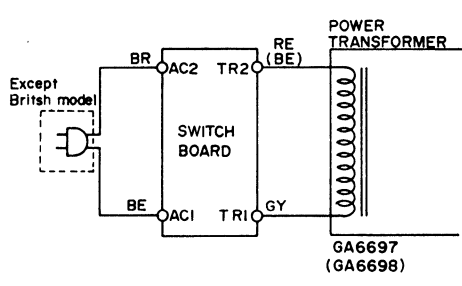 POWER
TRANSFORMER
RE
(BE)
BR
AC2
TR2
Except
Britsh model
SWITCH
BOARD
BE
AC1
TR1
GY
GA6697
(GA6698)